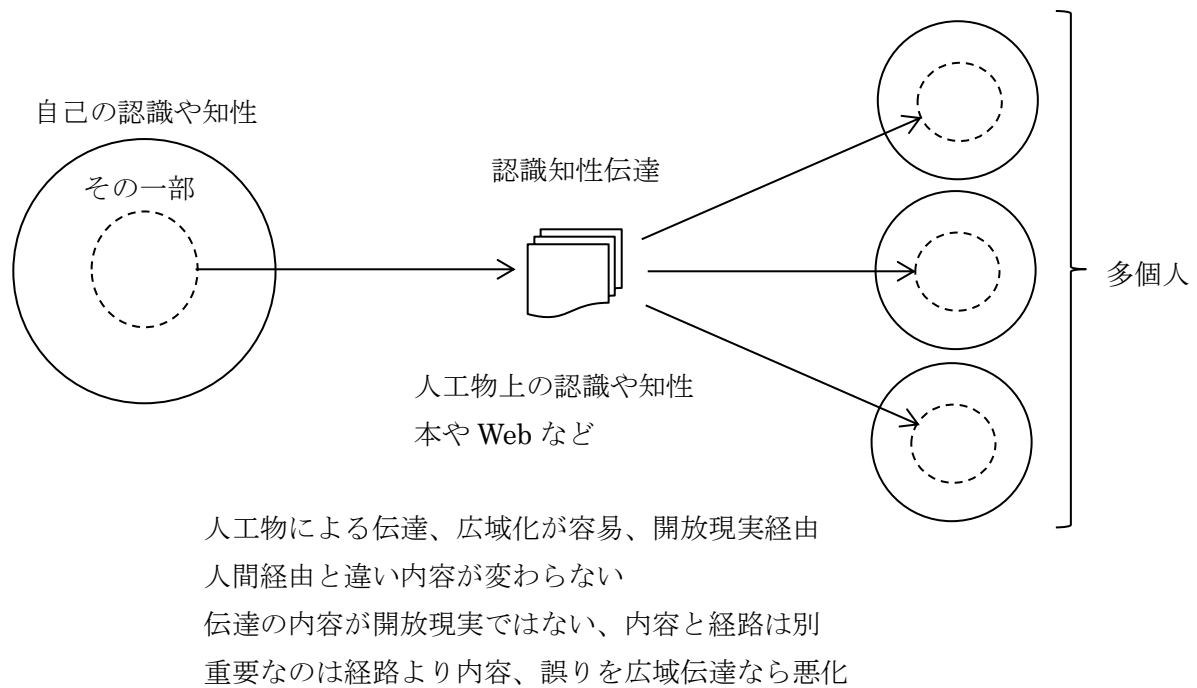 自己の認識や知性
その一部
認識知性伝達
多個人
人工物上の認識や知性
本や Web など
人工物による伝達、広域化が容易、開放現実経由
人間経由と違い内容が変わらない
伝達の内容が開放現実ではない、内容と経路は別
重要なのは経路より内容、誤りを広域伝達なら悪化